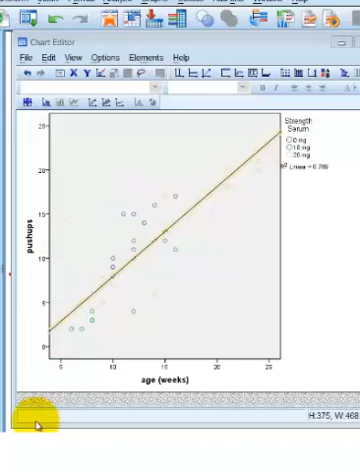 Chart Editor
File Edit View Options Elements Help
Strength
Serum
0 mg
10 mg
20 mg
R² Linear = 0.766
25
20
15
10
5
0
pushups
5 10 15 20 25
age (weeks)
H:375, W:468